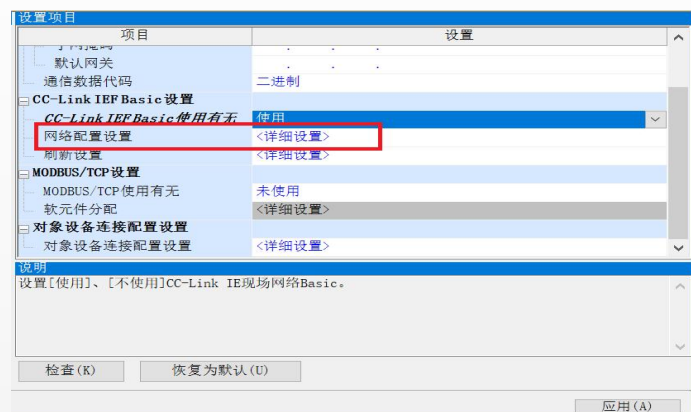 设置项目
项目 设置
默认网关 . . .
通信数据代码 二进制
CC-Link IEF Basic 设置
CC-Link IEF Basic使用有无 使用
网络配置设置 <详细设置>
刷新设置 <详细设置>
MODBUS/TCP设置
MODBUS/TCP使用有无 未使用
软元件分配 <详细设置>
对象设备连接配置设置
对象设备连接配置设置 <详细设置>
说明
设置[使用]、[不使用]CC-Link IE现场网络Basic。
检查(K) 恢复为默认(U)
应用(A)